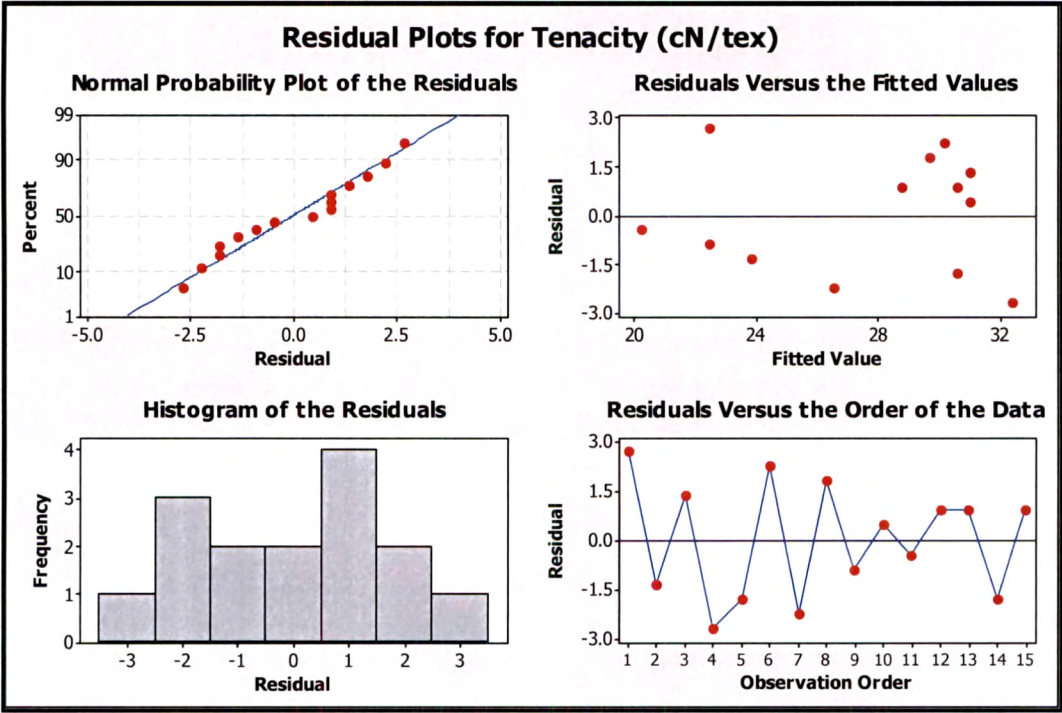 Residual Plots for Tenacity (cN/tex)
Normal Probability Plot of the Residuals
99
90
50
10
1
Percent
-5.0 -2.5 0.0 2.5 5.0
Residual
Residuals Versus the Fitted Values
3.0
1.5
0.0
-1.5
-3.0
Residual
20 24 28 32
Fitted Value
Histogram of the Residuals
4
3
2
1
0
Frequency
-3 -2 -1 0 1 2 3
Residual
Residuals Versus the Order of the Data
3.0
1.5
0.0
-1.5
-3.0
Residual
1 2 3 4 5 6 7 8 9 10 11 12 13 14 15
Observation Order